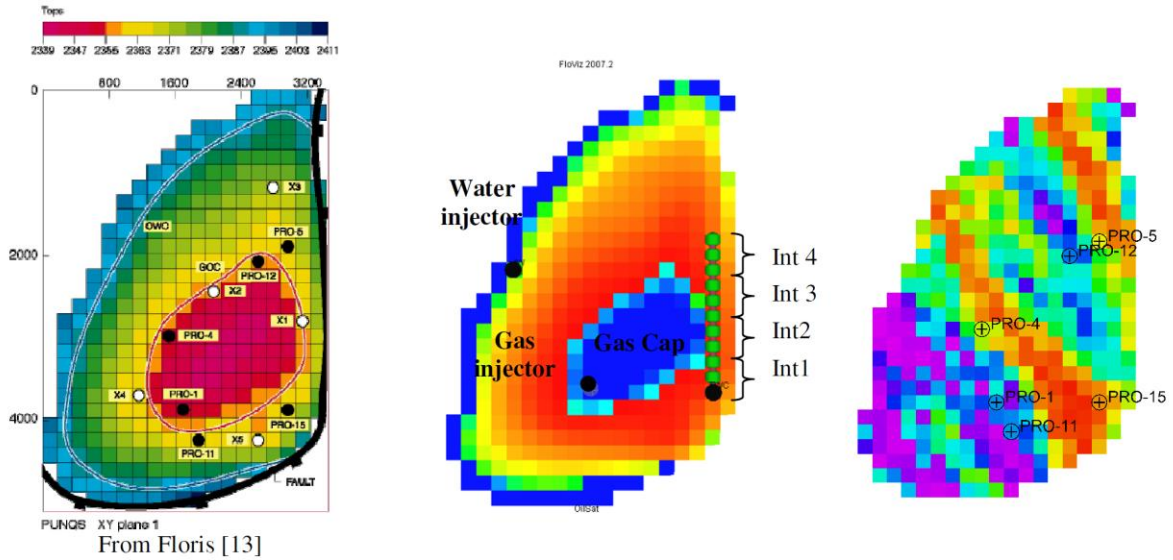 Tops
2339 2347 2355 2363 2371 2379 2387 2395 2403 2411
0 800 1600 2400 3200
0
2000
4000
X3
OWC
PRO-5
GOC
PRO-12
X2
X1
PRO-4
X4
PRO-1
PRO-15
X5
PRO-11
FAULT
PUNQS XY plane 1
From Floris [13]
FloViz 2007.2
Water
injector
Gas
injector
Gas Cap
Int 4
Int 3
Int2
Int1
OilSat
PRO-5
PRO-12
PRO-4
PRO-1
PRO-15
PRO-11